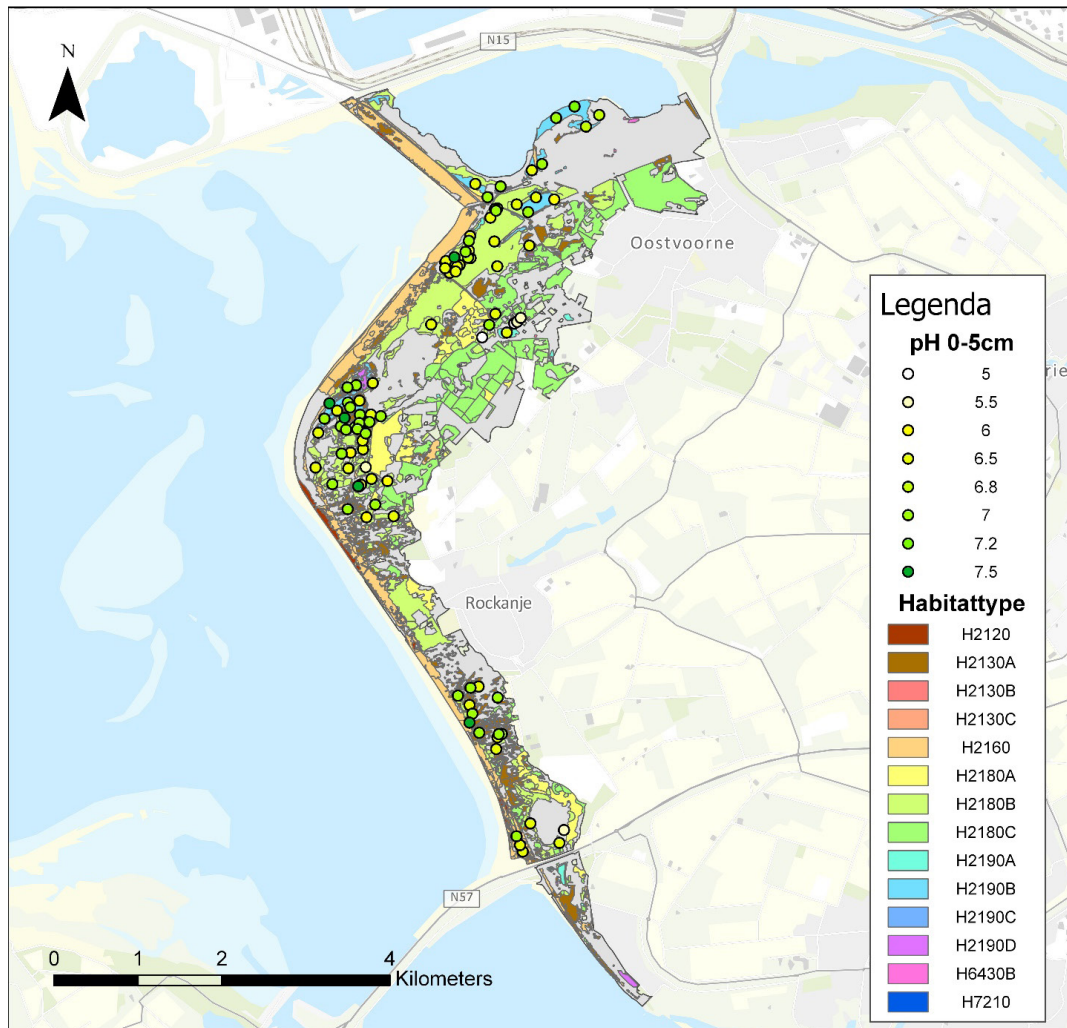 N15
N
Oostvoorne
Legenda
pH 0-5cm
5
5.5
6
6.5
6.8
7
7.2
7.5
Habitattype
H2120
H2130A
H2130B
H2130C
H2160
H2180A
H2180B
H2180C
H2190A
H2190B
H2190C
H2190D
H6430B
H7210
rie
Rockanje
N57
0 1 2 4
Kilometers